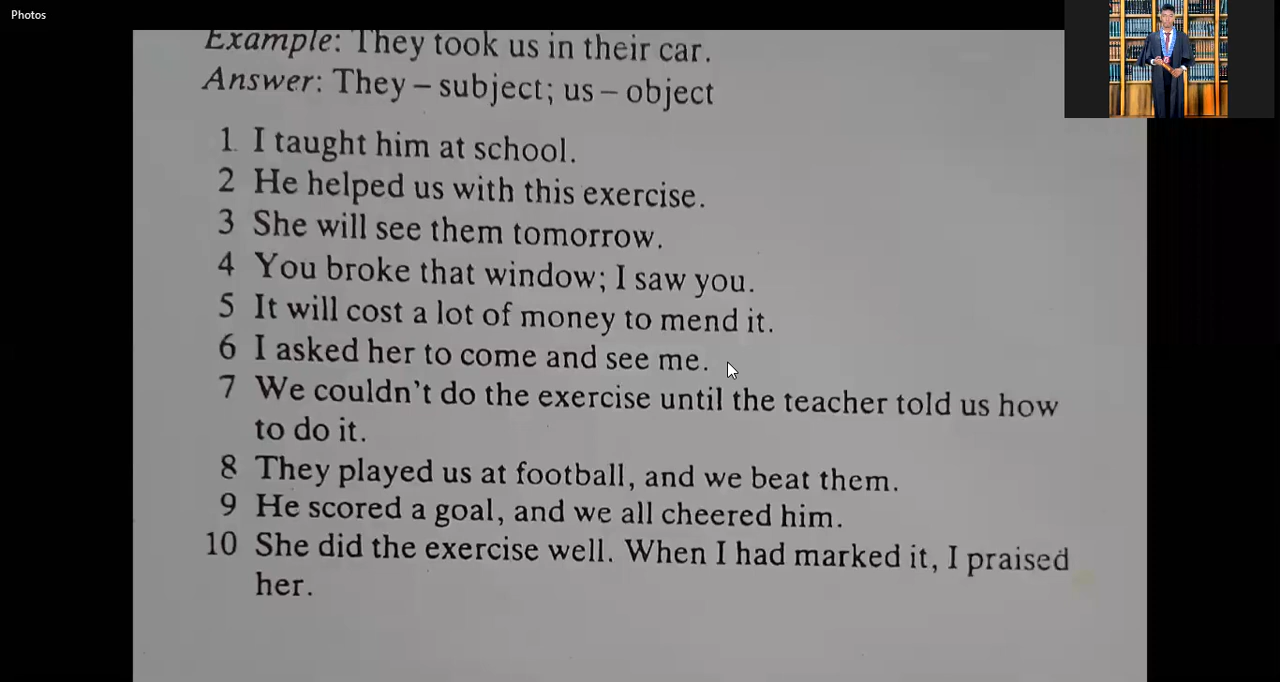 Photos
Example: They took us in their car.
Answer: They – subject; us – object
1 I taught him at school.
2 He helped us with this exercise.
3 She will see them tomorrow.
4 You broke that window; I saw you.
5 It will cost a lot of money to mend it.
6 I asked her to come and see me.
7 We couldn't do the exercise until the teacher told us how
to do it.
8 They played us at football, and we beat them.
9 He scored a goal, and we all cheered him.
10 She did the exercise well. When I had marked it, I praised
her.